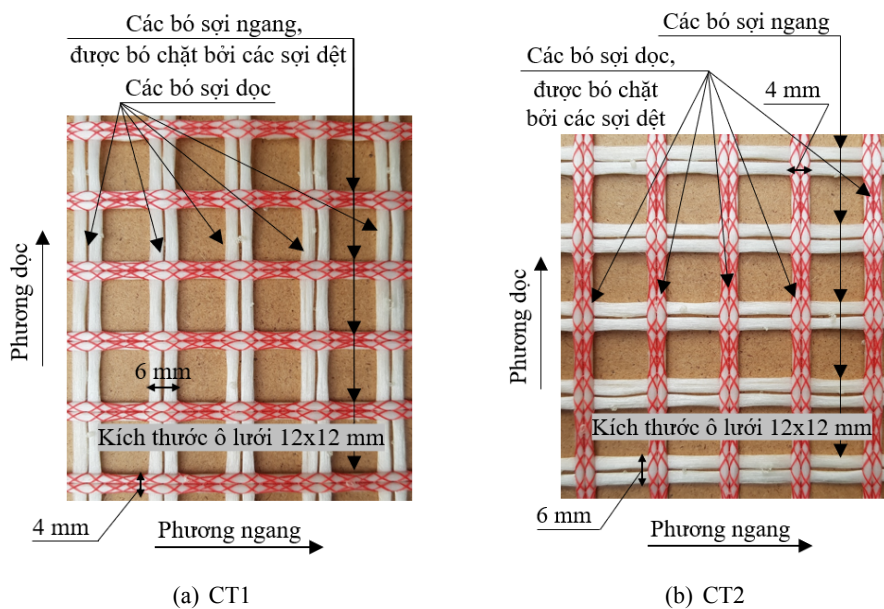 Các bó sợi ngang,
được bó chặt bởi các sợi dệt
Các bó sợi dọc
Phương dọc
6 mm
Kích thước ô lưới 12x12 mm
4 mm
Phương ngang
(a) CT1
Các bó sợi ngang
Các bó sợi dọc,
được bó chặt
bởi các sợi dệt
4 mm
Phương dọc
Kích thước ô lưới 12x12 mm
6 mm
Phương ngang
(b) CT2